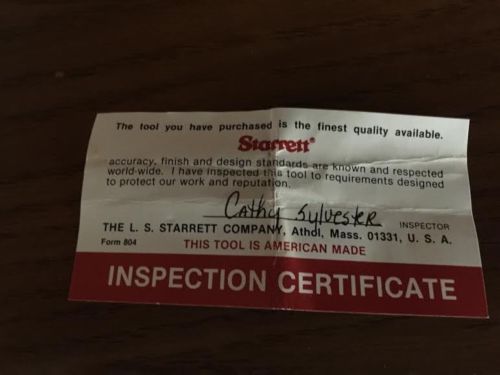 The tool you have purchased is the finest quality available.
Starrett®
accuracy, finish and design standards are known and respected
world-wide. I have inspected this tool to requirements designed
to protect our work and reputation.
Cathy Sylvester INSPECTOR
THE L. S. STARRETT COMPANY, Athol, Mass. 01331, U. S. A.
Form 804 THIS TOOL IS AMERICAN MADE
INSPECTION CERTIFICATE